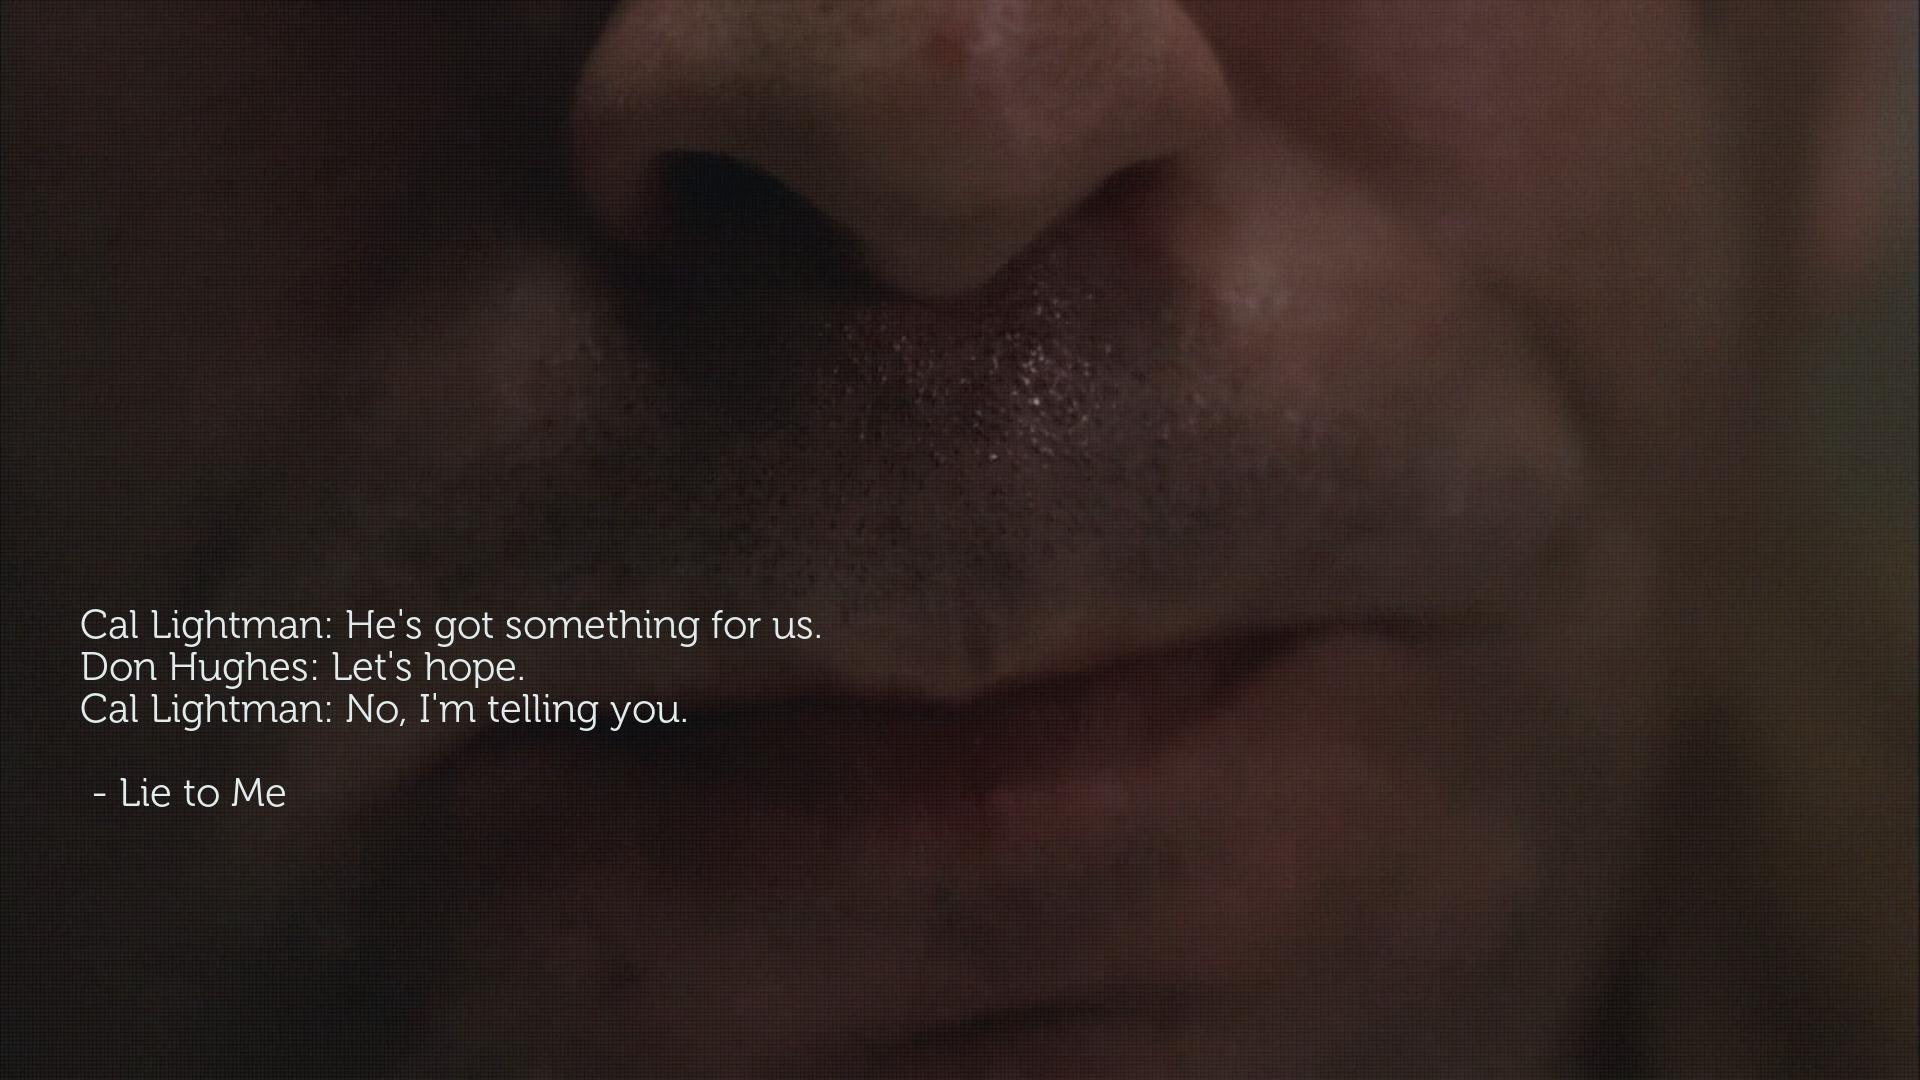 Cal Lightman: He's got something for us.
Don Hughes: Let's hope.
Cal Lightman: No, I'm telling you.
- Lie to Me